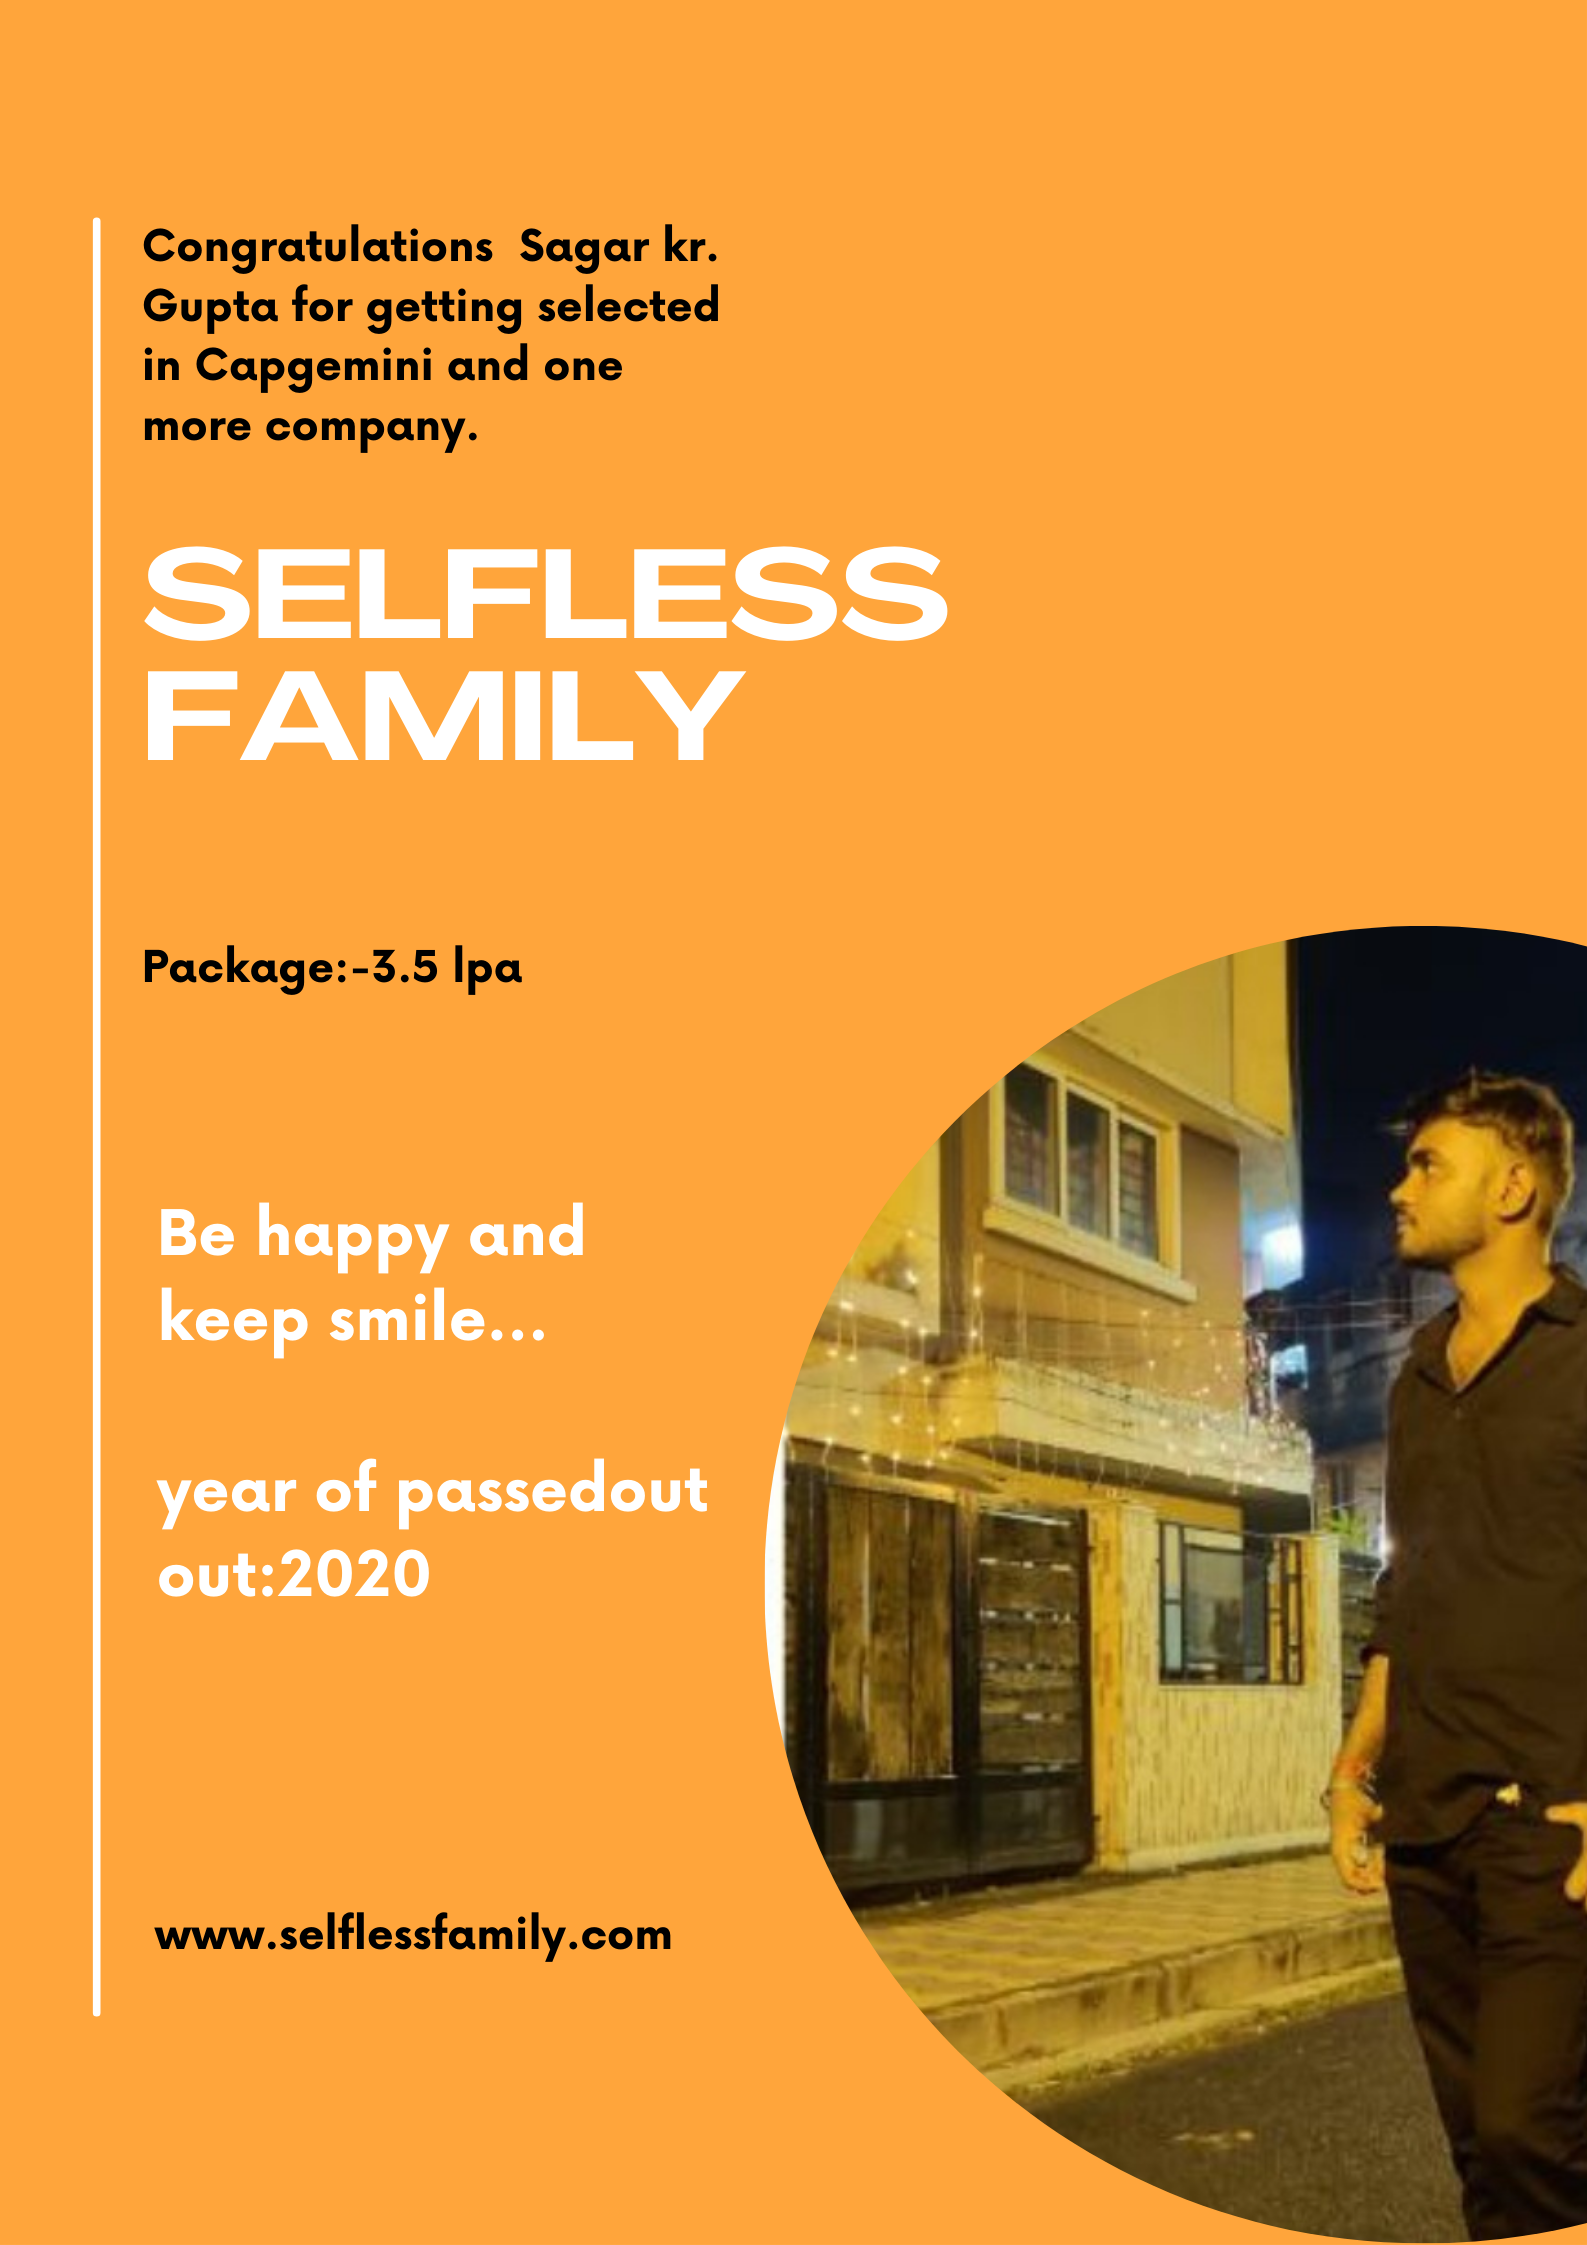 Congratulations  Sagar kr.
Gupta for getting selected
in Capgemini and one
more company.
SELFLESS
FAMILY
Package:-3.5 lpa
Be happy and
keep smile...
year of passedout
out:2020
www.selflessfamily.com